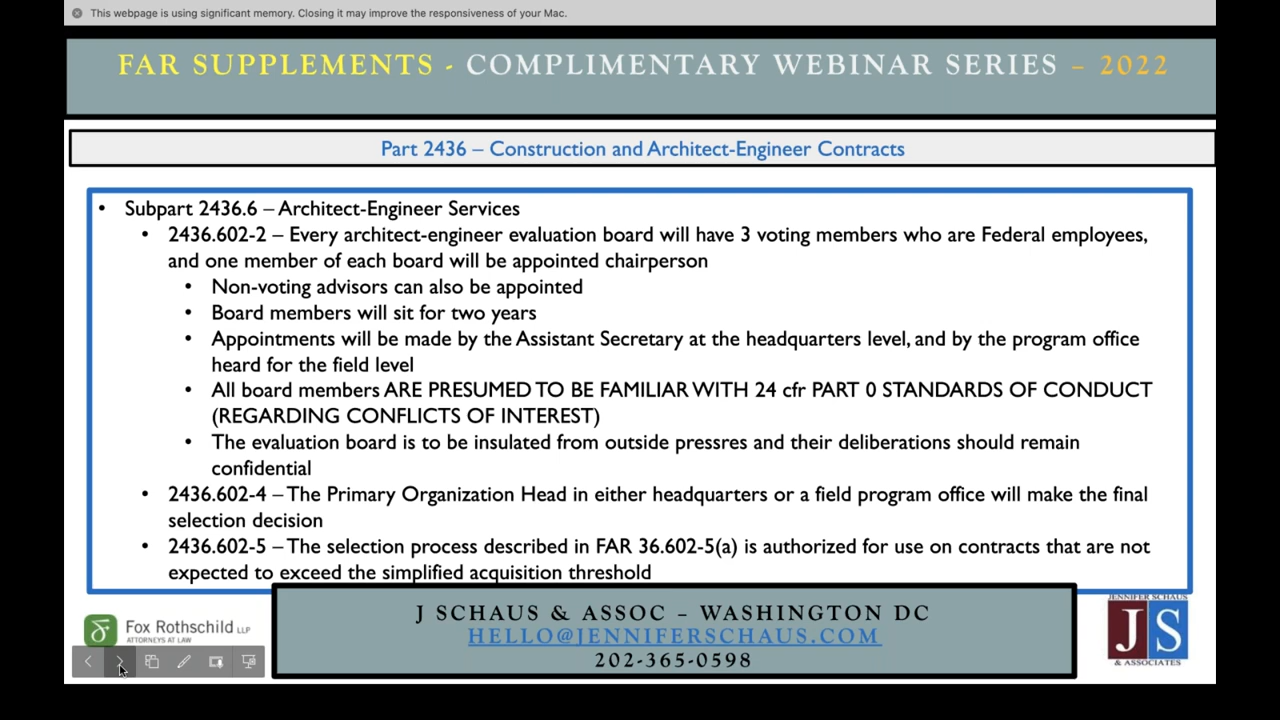 This webpage is using significant memory. Closing it may improve the responsiveness of your Mac.
FAR SUPPLEMENTS - COMPLIMENTARY WEBINAR SERIES – 2022
Part 2436 – Construction and Architect-Engineer Contracts
• Subpart 2436.6 – Architect-Engineer Services
• 2436.602-2 – Every architect-engineer evaluation board will have 3 voting members who are Federal employees,
and one member of each board will be appointed chairperson
• Non-voting advisors can also be appointed
• Board members will sit for two years
• Appointments will be made by the Assistant Secretary at the headquarters level, and by the program office
heard for the field level
• All board members ARE PRESUMED TO BE FAMILIAR WITH 24 cfr PART 0 STANDARDS OF CONDUCT
(REGARDING CONFLICTS OF INTEREST)
• The evaluation board is to be insulated from outside pressres and their deliberations should remain
confidential
• 2436.602-4 – The Primary Organization Head in either headquarters or a field program office will make the final
selection decision
• 2436.602-5 – The selection process described in FAR 36.602-5(a) is authorized for use on contracts that are not
expected to exceed the simplified acquisition threshold
Fox Rothschild LLP
ATTORNEYS AT LAW
J SCHAUS & ASSOC – WASHINGTON DC
HELLO@JENNIFERSCHAUS.COM
202-365-0598
JENNIFER SCHAUS
JS
& ASSOCIATES